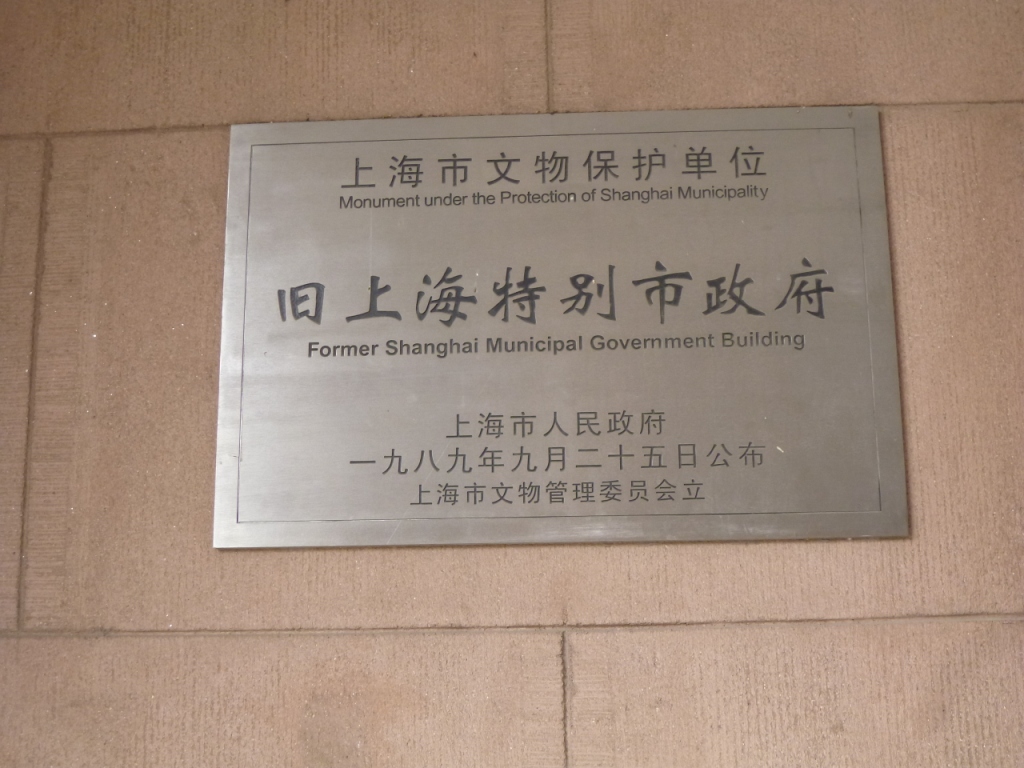 上海市文物保护单位
Monument under the Protection of Shanghai Municipality
旧上海特别市政府
Former Shanghai Municipal Government Building
上海市人民政府
一九八九年九月二十五日公布
上海市文物管理委员会立